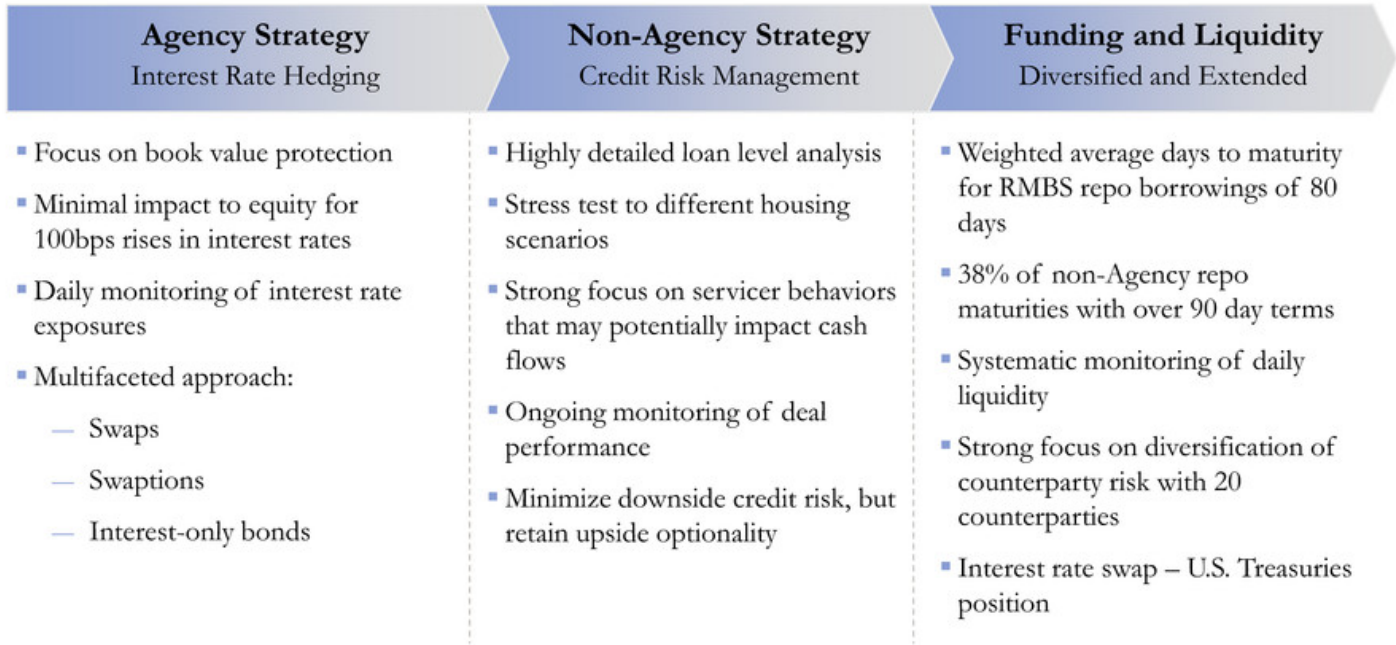 Agency Strategy
Interest Rate Hedging
Focus on book value protection
Minimal impact to equity for
100bps rises in interest rates
Daily monitoring of interest rate
exposures
Multifaceted approach:
— Swaps
— Swaptions
— Interest-only bonds
Non-Agency Strategy
Credit Risk Management
Highly detailed loan level analysis
Stress test to different housing
scenarios
Strong focus on servicer behaviors
that may potentially impact cash
flows
Ongoing monitoring of deal
performance
Minimize downside credit risk, but
retain upside optionality
Funding and Liquidity
Diversified and Extended
Weighted average days to maturity
for RMBS repo borrowings of 80
days
38% of non-Agency repo
maturities with over 90 day terms
Systematic monitoring of daily
liquidity
Strong focus on diversification of
counterparty risk with 20
counterparties
Interest rate swap – U.S. Treasuries
position